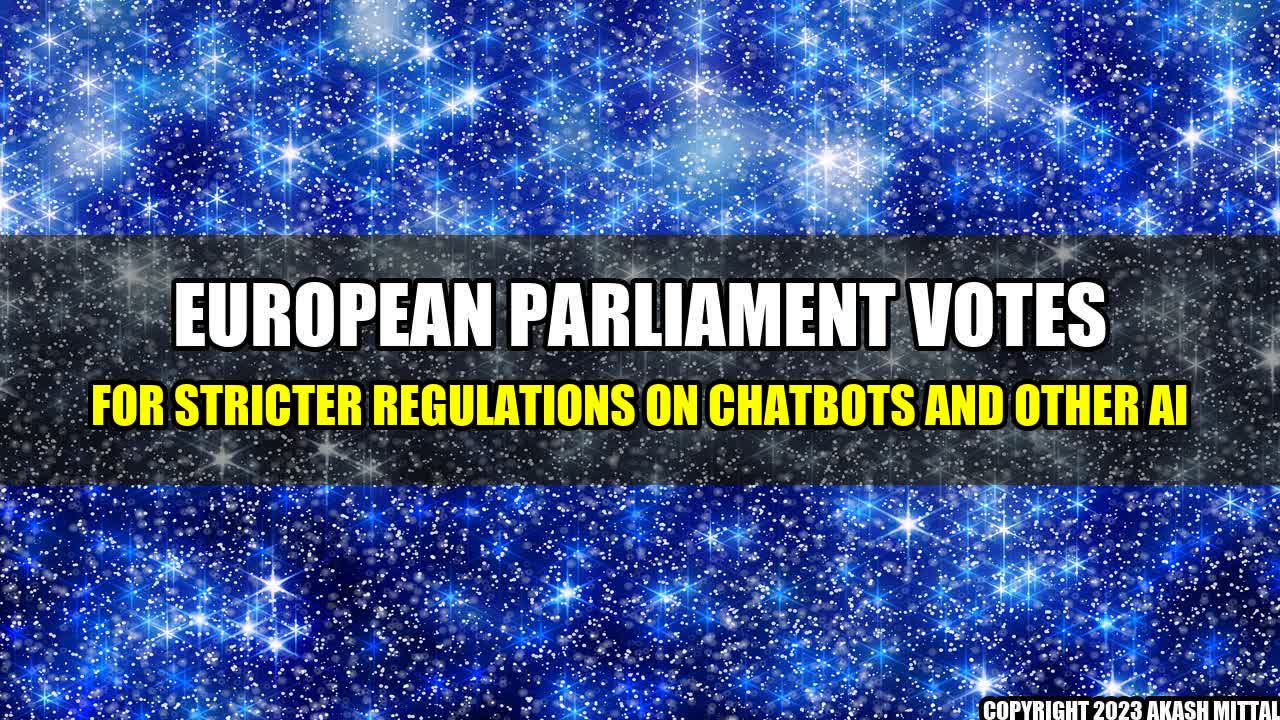 EUROPEAN PARLIAMENT VOTES
FOR STRICTER REGULATIONS ON CHATBOTS AND OTHER AI
COPYRIGHT 2023 AKASH MITTAL